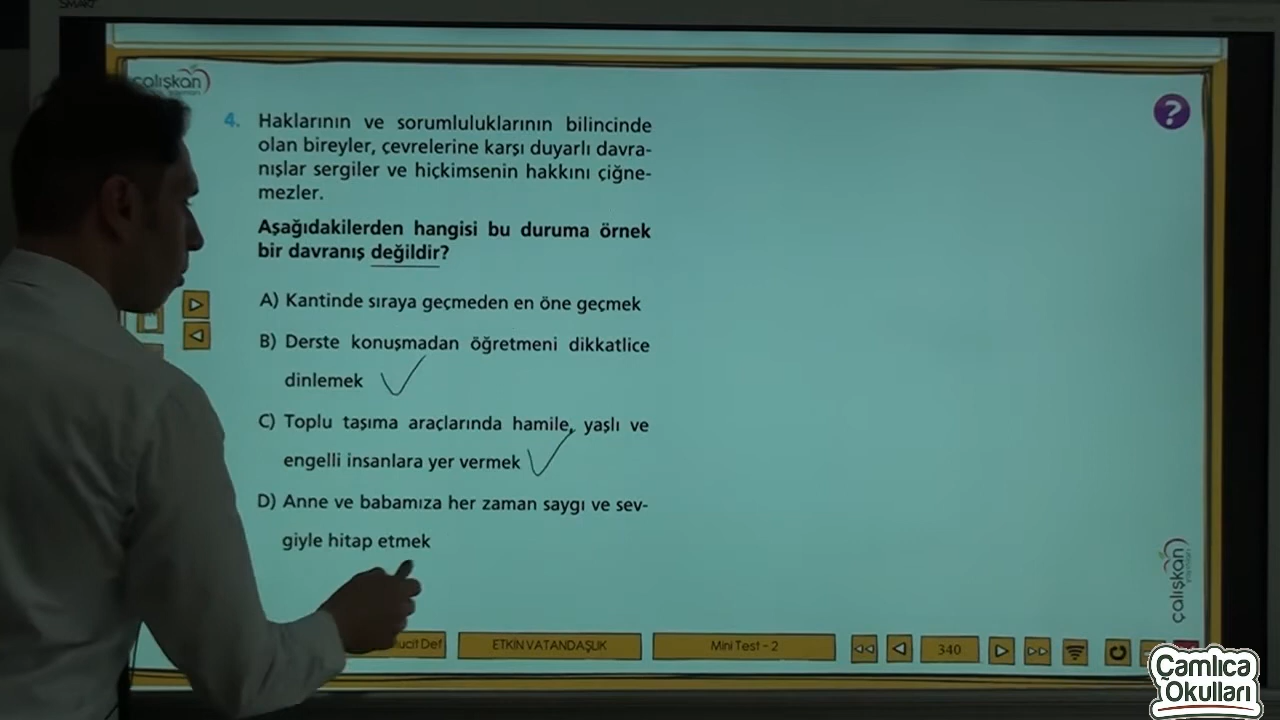 SMART
çalışkan
4. Haklarının ve sorumluluklarının bilincinde
olan bireyler, çevrelerine karşı duyarlı davra-
nışlar sergiler ve hiçkimsenin hakkını çiğne-
mezler.
Aşağıdakilerden hangisi bu duruma örnek
bir davranış değildir?
A) Kantinde sıraya geçmeden en öne geçmek
B) Derste konuşmadan öğretmeni dikkatlice
dinlemek
C) Toplu taşıma araçlarında hamile, yaşlı ve
engelli insanlara yer vermek
D) Anne ve babamıza her zaman saygı ve sev-
giyle hitap etmek
?
çalışkan
Def
ETKİN VATANDAŞLIK
Mini Test - 2
340
Çamlıca
Okulları